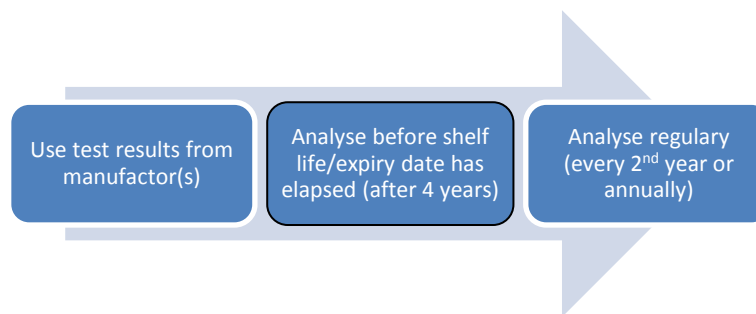 Use test results from
manufactor(s)
Analyse before shelf
life/expiry date has
elapsed (after 4 years)
Analyse regulary
(every 2nd year or
annually)